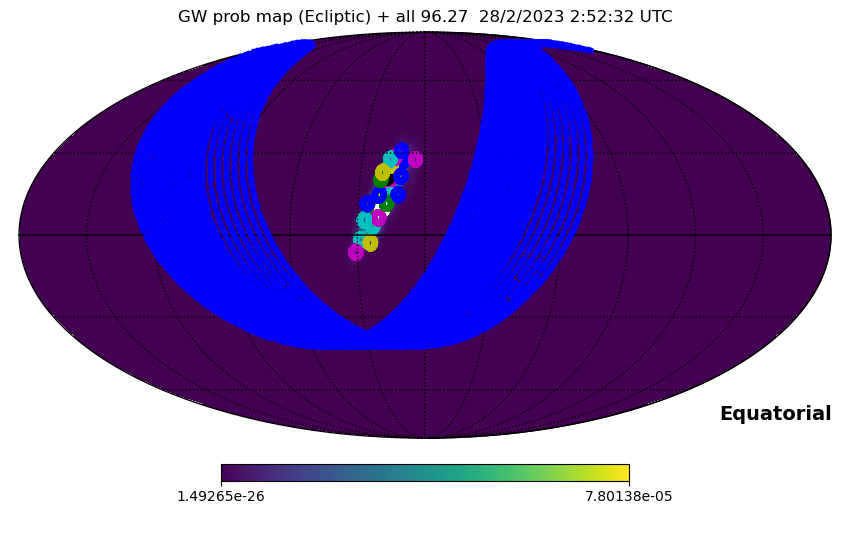 GW prob map (Ecliptic) + all 96.27  28/2/2023 2:52:32 UTC
Equatorial
1.49265e-26 7.80138e-05